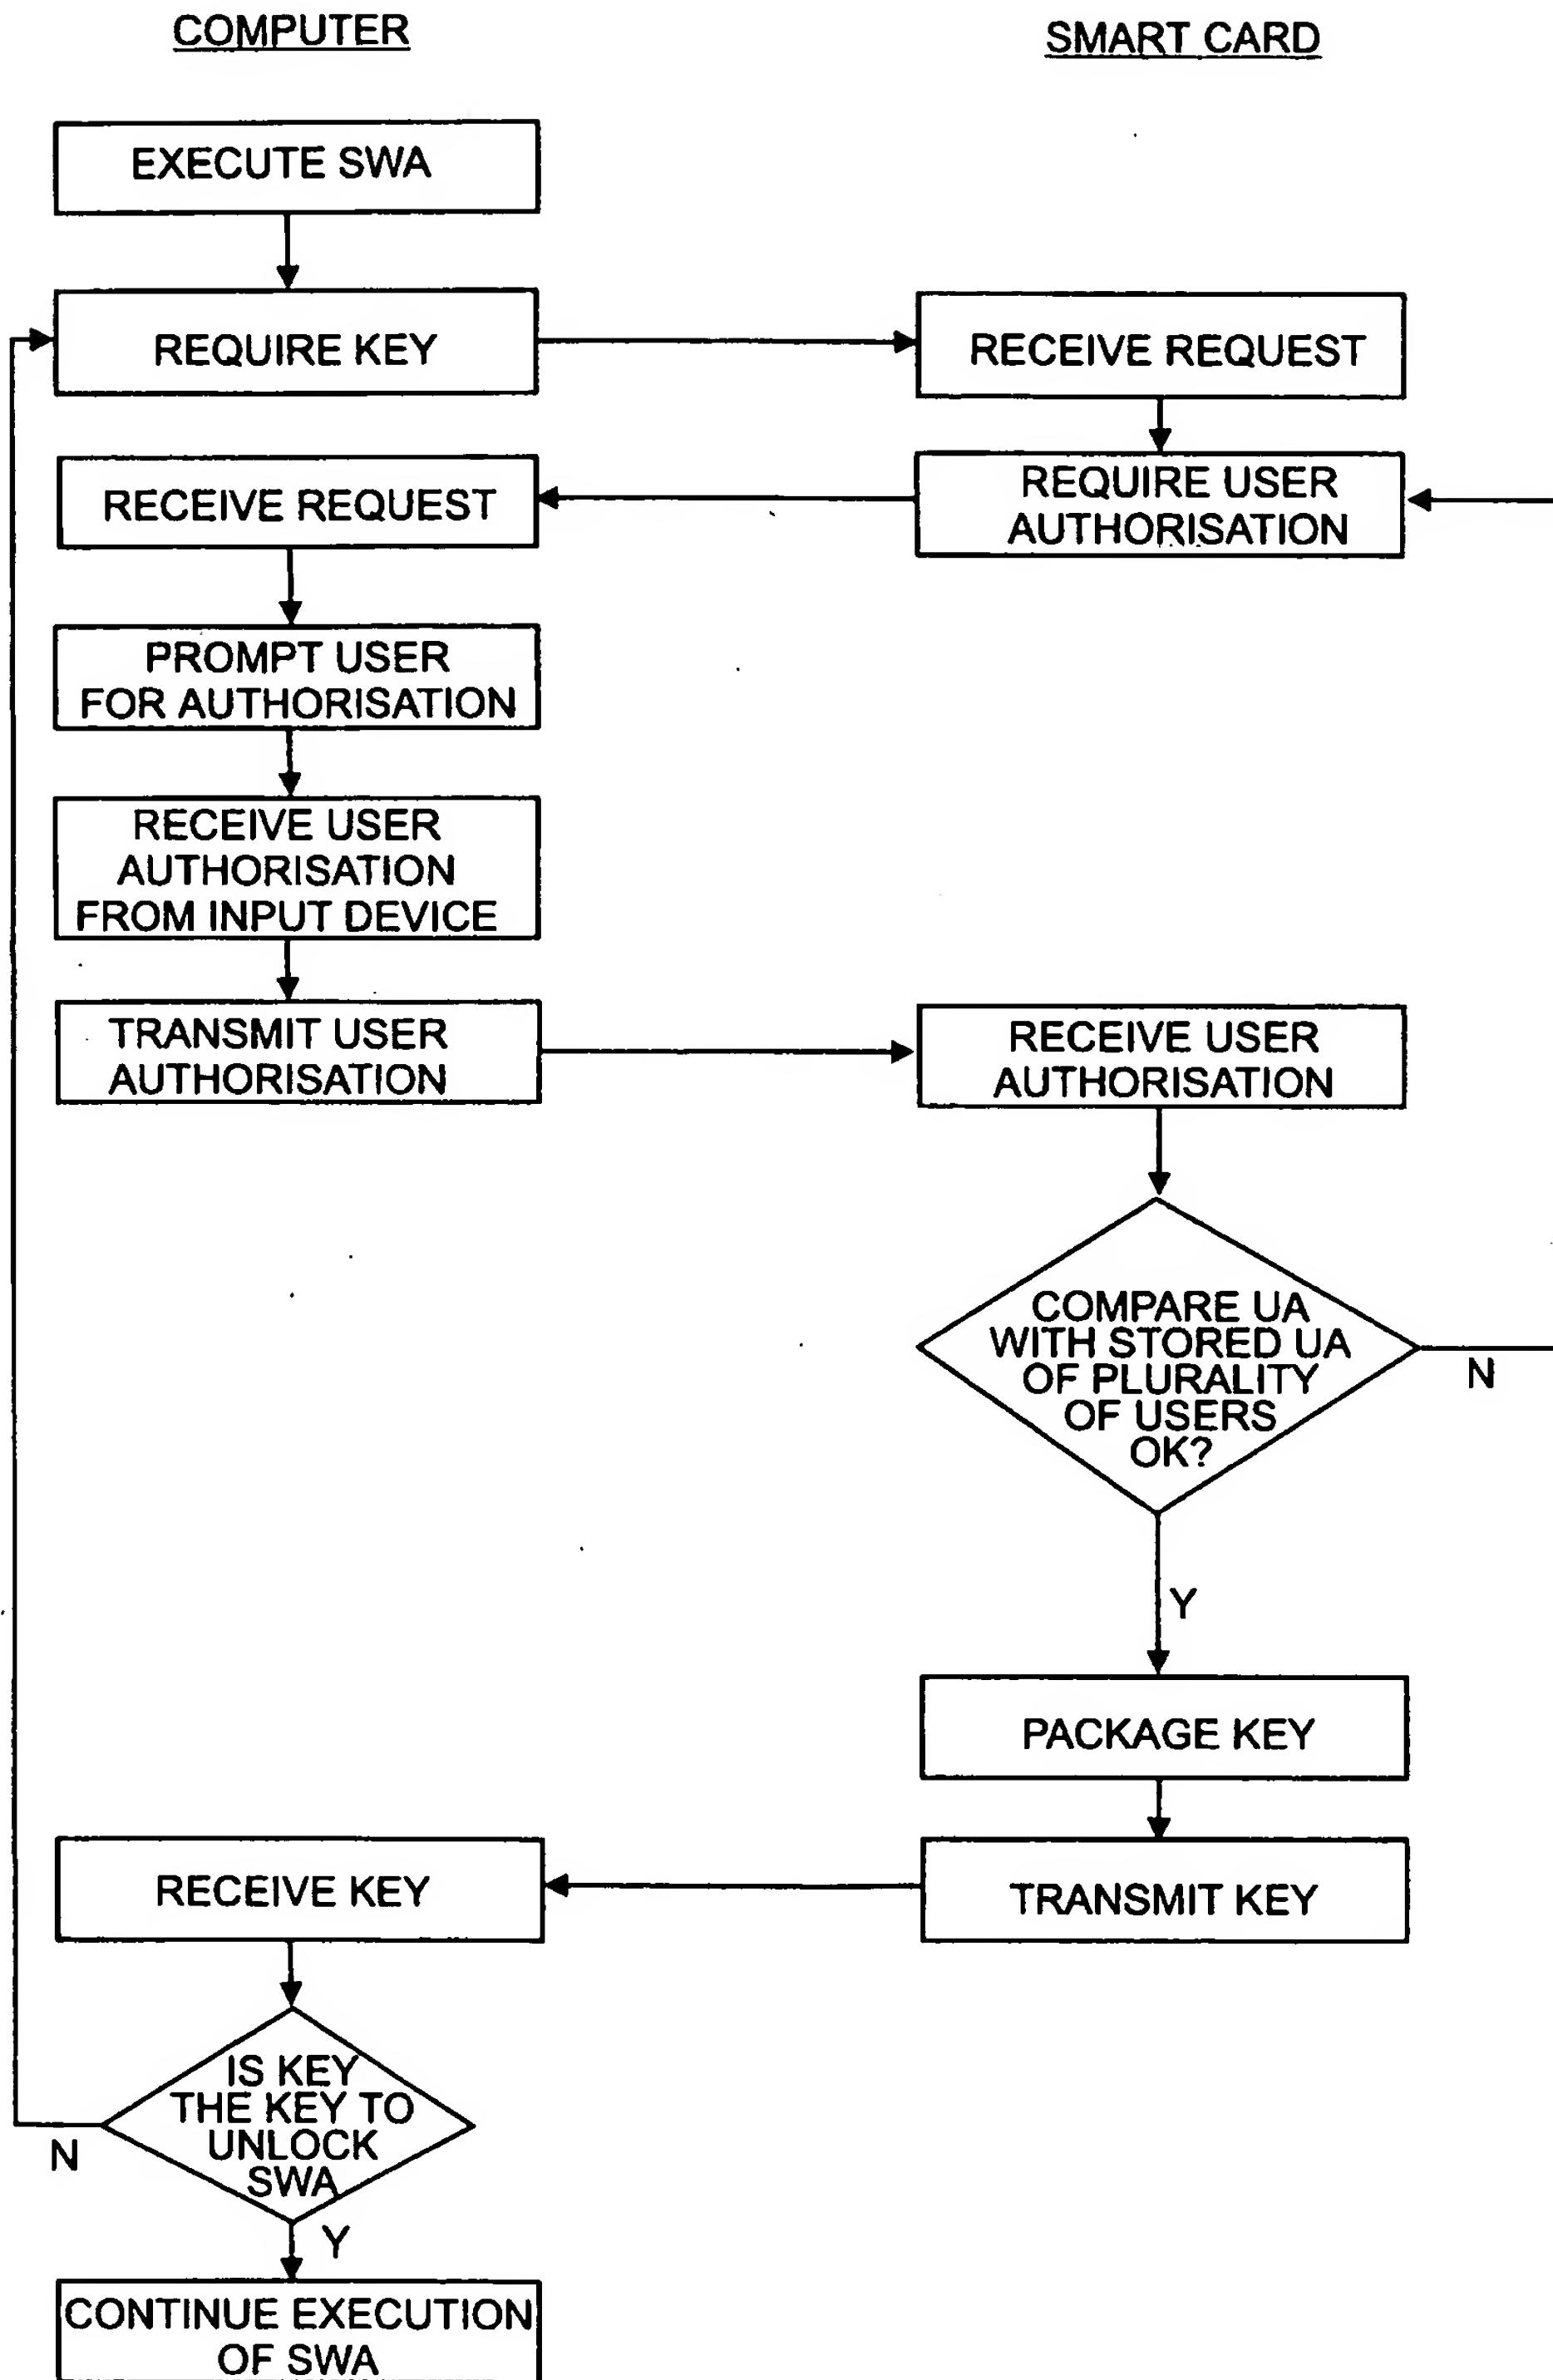 COMPUTER
SMART CARD
EXECUTE SWA
REQUIRE KEY
RECEIVE REQUEST
RECEIVE REQUEST
REQUIRE USER
AUTHORISATION
PROMPT USER
FOR AUTHORISATION
RECEIVE USER
AUTHORISATION
FROM INPUT DEVICE
TRANSMIT USER
AUTHORISATION
RECEIVE USER
AUTHORISATION
COMPARE UA
WITH STORED UA
OF PLURALITY
OF USERS
OK?
N
Y
PACKAGE KEY
RECEIVE KEY
TRANSMIT KEY
IS KEY
THE KEY TO
UNLOCK
SWA
N
Y
CONTINUE EXECUTION
OF SWA